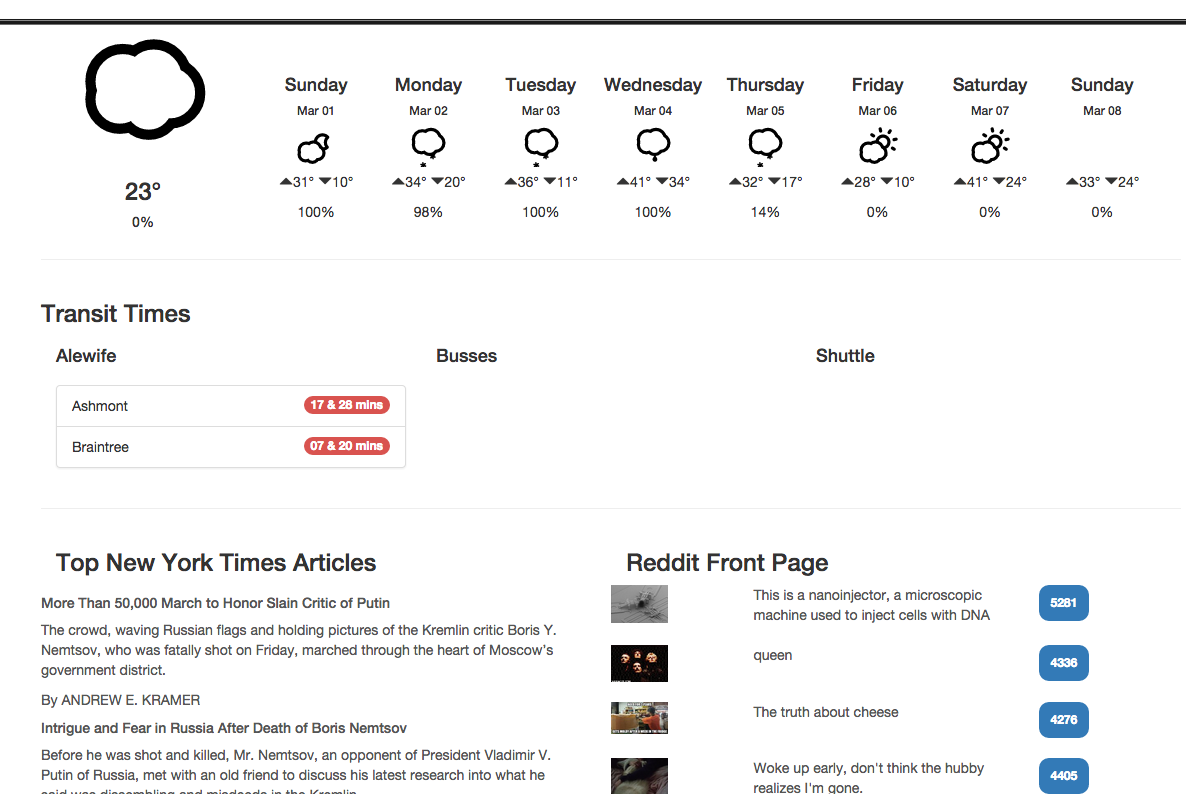 23°
0%
Sunday Monday Tuesday Wednesday Thursday Friday Saturday Sunday
Mar 01 Mar 02 Mar 03 Mar 04 Mar 05 Mar 06 Mar 07 Mar 08
▲31° ▼10° ▲34° ▼20° ▲36° ▼11° ▲41° ▼34° ▲32° ▼17° ▲28° ▼10° ▲41° ▼24° ▲33° ▼24°
100% 98% 100% 100% 14% 0% 0% 0%
Transit Times
Alewife
Ashmont 17 & 28 mins
Braintree 07 & 20 mins
Busses
Shuttle
Top New York Times Articles
More Than 50,000 March to Honor Slain Critic of Putin
The crowd, waving Russian flags and holding pictures of the Kremlin critic Boris Y.
Nemtsov, who was fatally shot on Friday, marched through the heart of Moscow's
government district.
By ANDREW E. KRAMER
Intrigue and Fear in Russia After Death of Boris Nemtsov
Before he was shot and killed, Mr. Nemtsov, an opponent of President Vladimir V.
Putin of Russia, met with an old friend to discuss his latest research into what he
said was dissembling and misdeeds in the Kremlin.
Reddit Front Page
This is a nanoinjector, a microscopic
machine used to inject cells with DNA
5281
queen
4336
The truth about cheese
4276
Woke up early, don't think the hubby
realizes I'm gone.
4405